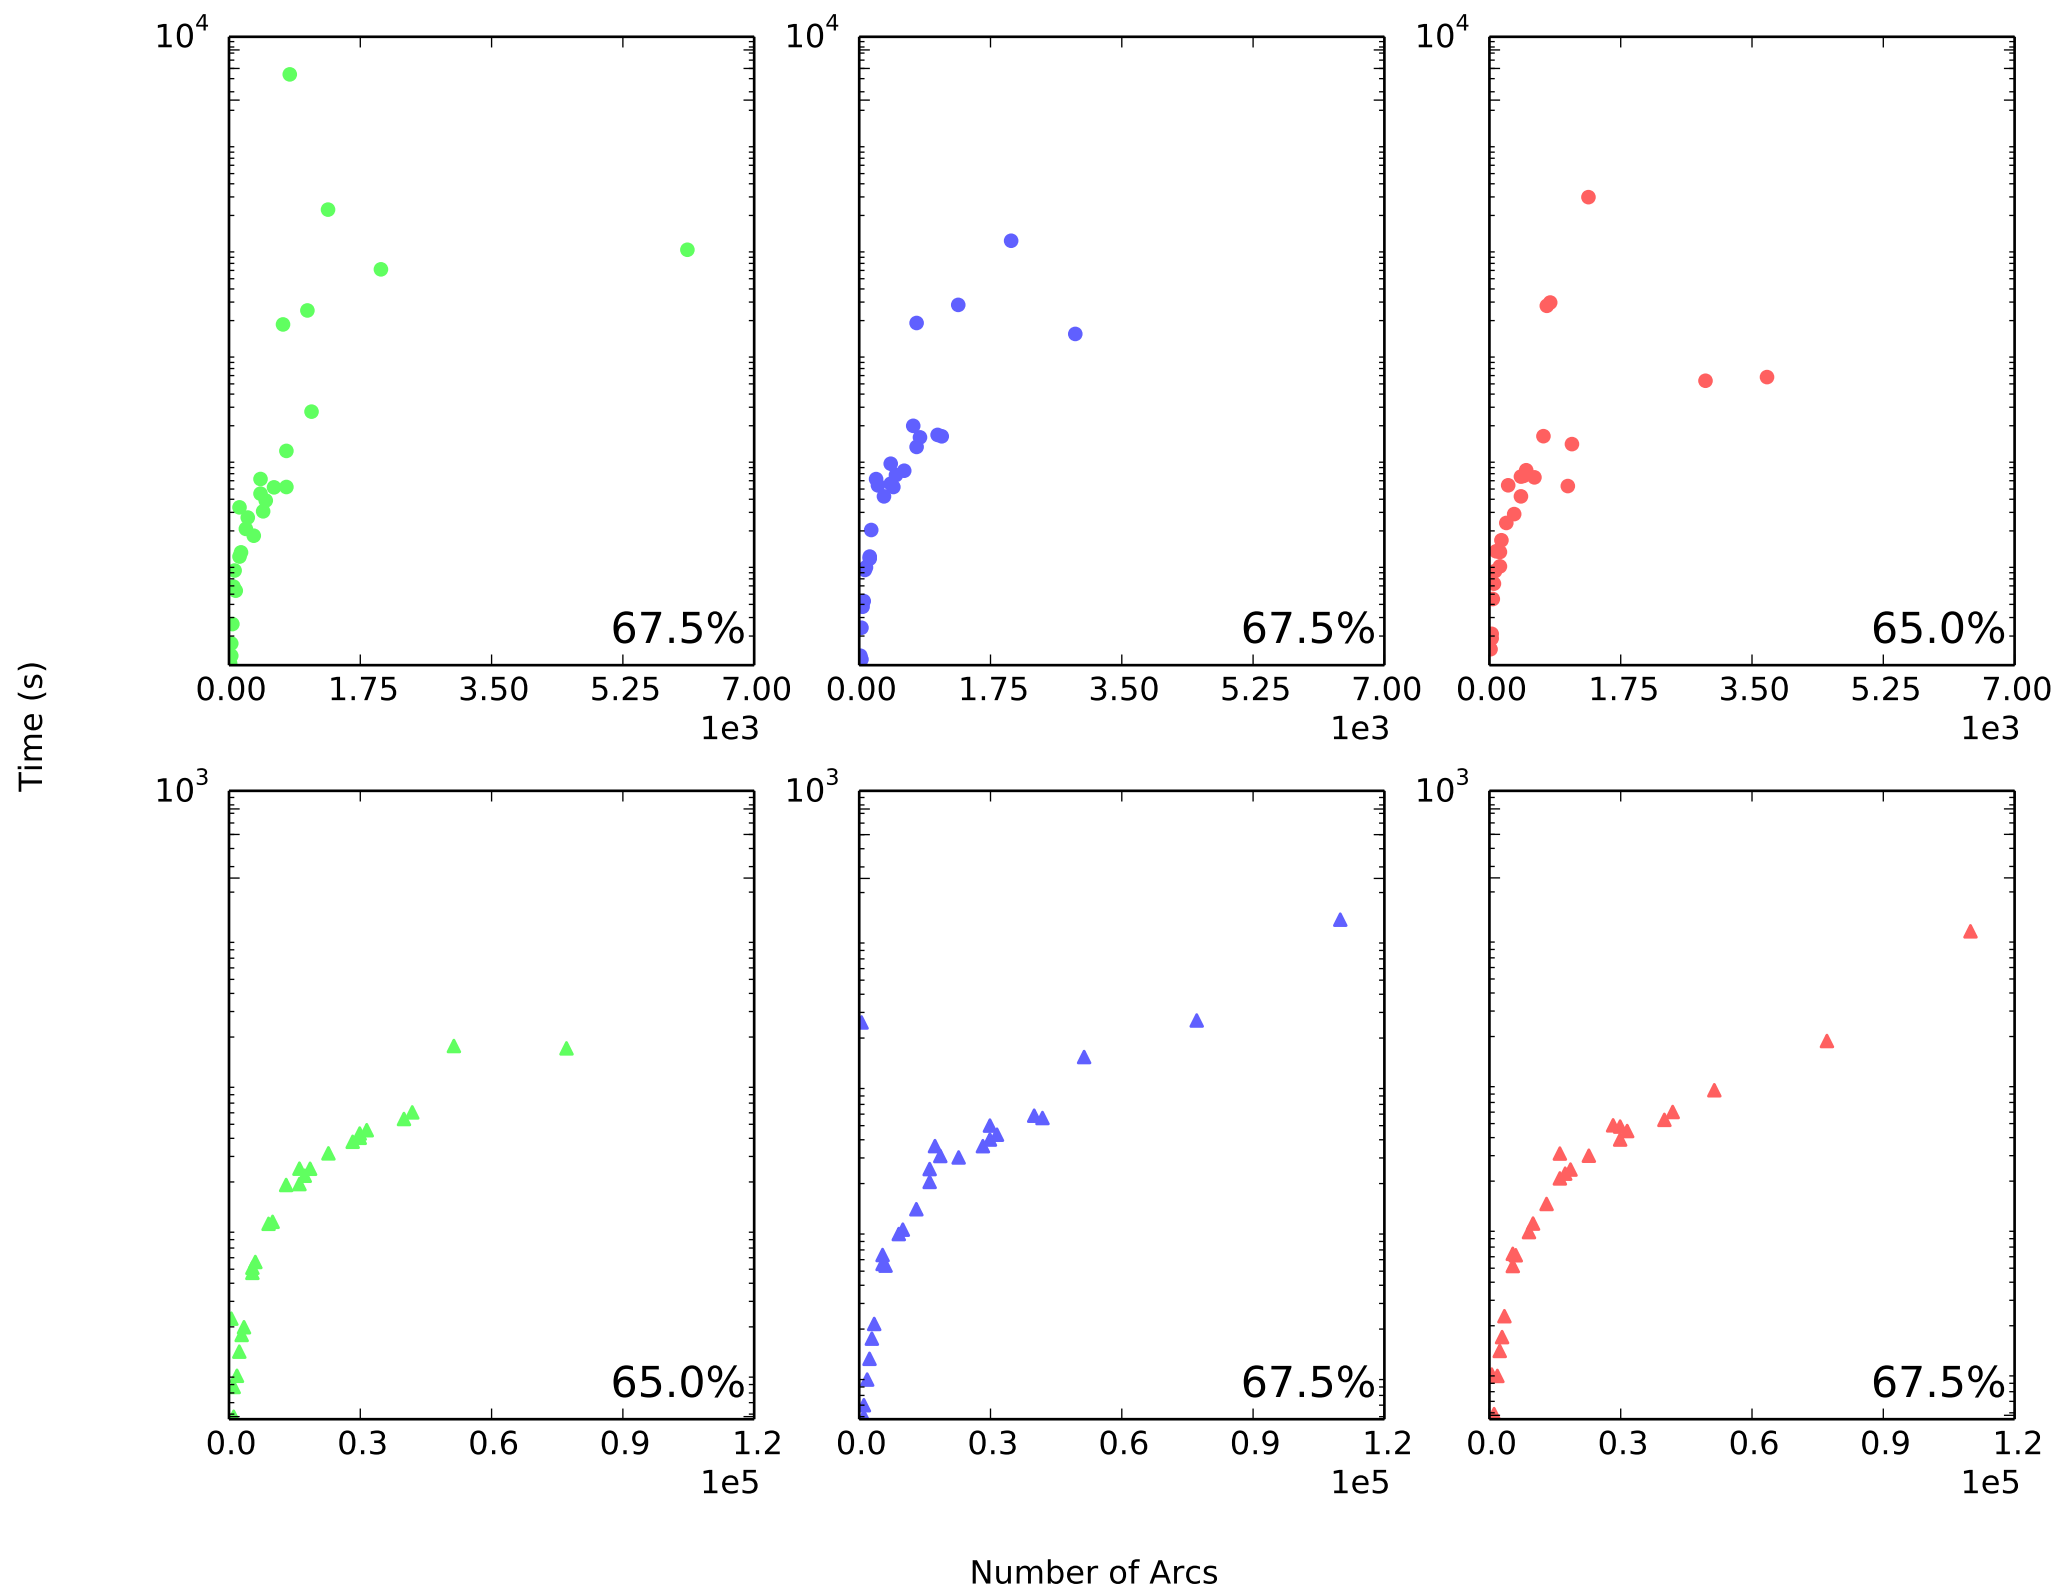 10^4 10^4 10^4
67.5% 67.5% 65.0%
0.00 1.75 3.50 5.25 7.00 0.00 1.75 3.50 5.25 7.00 0.00 1.75 3.50 5.25 7.00
1e3 1e3 1e3
Time (s)
10^3 10^3 10^3
65.0% 67.5% 67.5%
0.0 0.3 0.6 0.9 1.2 0.0 0.3 0.6 0.9 1.2 0.0 0.3 0.6 0.9 1.2
1e5 1e5 1e5
Number of Arcs